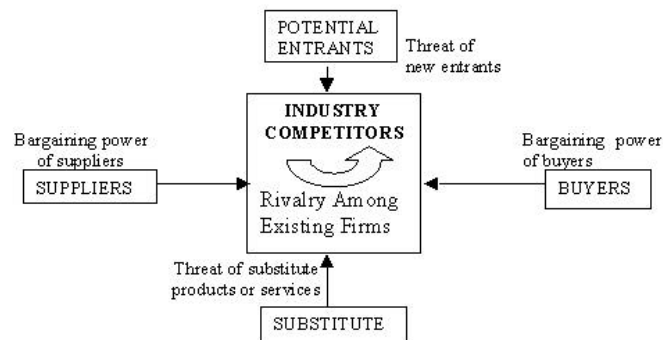 POTENTIAL
ENTRANTS
Threat of
new entrants
INDUSTRY
COMPETITORS
Rivalry Among
Existing Firms
Bargaining power
of suppliers
SUPPLIERS
Bargaining power
of buyers
BUYERS
Threat of substitute
products or services
SUBSTITUTE